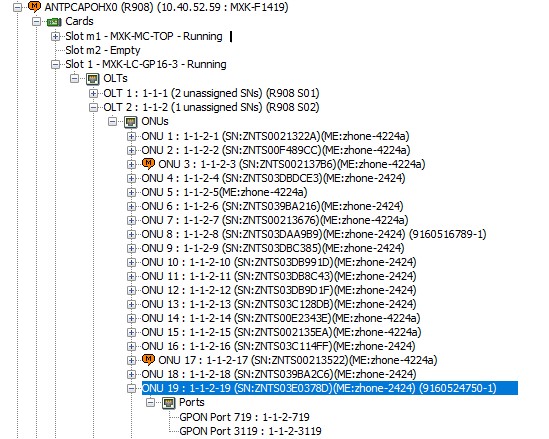 ANTPCAPOHX0 (R908) (10.40.52.59 : MXK-F1419)
Cards
Slot m1 - MXK-MC-TOP - Running
Slot m2 - Empty
Slot 1 - MXK-LC-GP16-3 - Running
OLTs
OLT 1 : 1-1-1 (2 unassigned SNs) (R908 S01)
OLT 2 : 1-1-2 (1 unassigned SNs) (R908 S02)
ONUs
ONU 1 : 1-1-2-1 (SN:ZNTS0021322A)(ME:zhone-4224a)
ONU 2 : 1-1-2-2 (SN:ZNTS00F489CC)(ME:zhone-4224a)
ONU 3 : 1-1-2-3 (SN:ZNTS002137B6)(ME:zhone-4224a)
ONU 4 : 1-1-2-4 (SN:ZNTS03DBDCE3)(ME:zhone-2424)
ONU 5 : 1-1-2-5(ME:zhone-4224a)
ONU 6 : 1-1-2-6 (SN:ZNTS039BA216)(ME:zhone-2424)
ONU 7 : 1-1-2-7 (SN:ZNTS00213676)(ME:zhone-4224a)
ONU 8 : 1-1-2-8 (SN:ZNTS03DAA9B9)(ME:zhone-2424) (9160516789-1)
ONU 9 : 1-1-2-9 (SN:ZNTS03DBC385)(ME:zhone-2424)
ONU 10 : 1-1-2-10 (SN:ZNTS03DB991D)(ME:zhone-2424)
ONU 11 : 1-1-2-11 (SN:ZNTS03DB8C43)(ME:zhone-2424)
ONU 12 : 1-1-2-12 (SN:ZNTS03DB9D1F)(ME:zhone-2424)
ONU 13 : 1-1-2-13 (SN:ZNTS03C128DB)(ME:zhone-2424)
ONU 14 : 1-1-2-14 (SN:ZNTS00E2343E)(ME:zhone-4224a)
ONU 15 : 1-1-2-15 (SN:ZNTS002135EA)(ME:zhone-4224a)
ONU 16 : 1-1-2-16 (SN:ZNTS03C114FF)(ME:zhone-2424)
ONU 17 : 1-1-2-17 (SN:ZNTS00213522)(ME:zhone-4224a)
ONU 18 : 1-1-2-18 (SN:ZNTS039BA2C6)(ME:zhone-2424)
ONU 19 : 1-1-2-19 (SN:ZNTS03E0378D)(ME:zhone-2424) (9160524750-1)
Ports
GPON Port 719 : 1-1-2-719
GPON Port 3119 : 1-1-2-3119